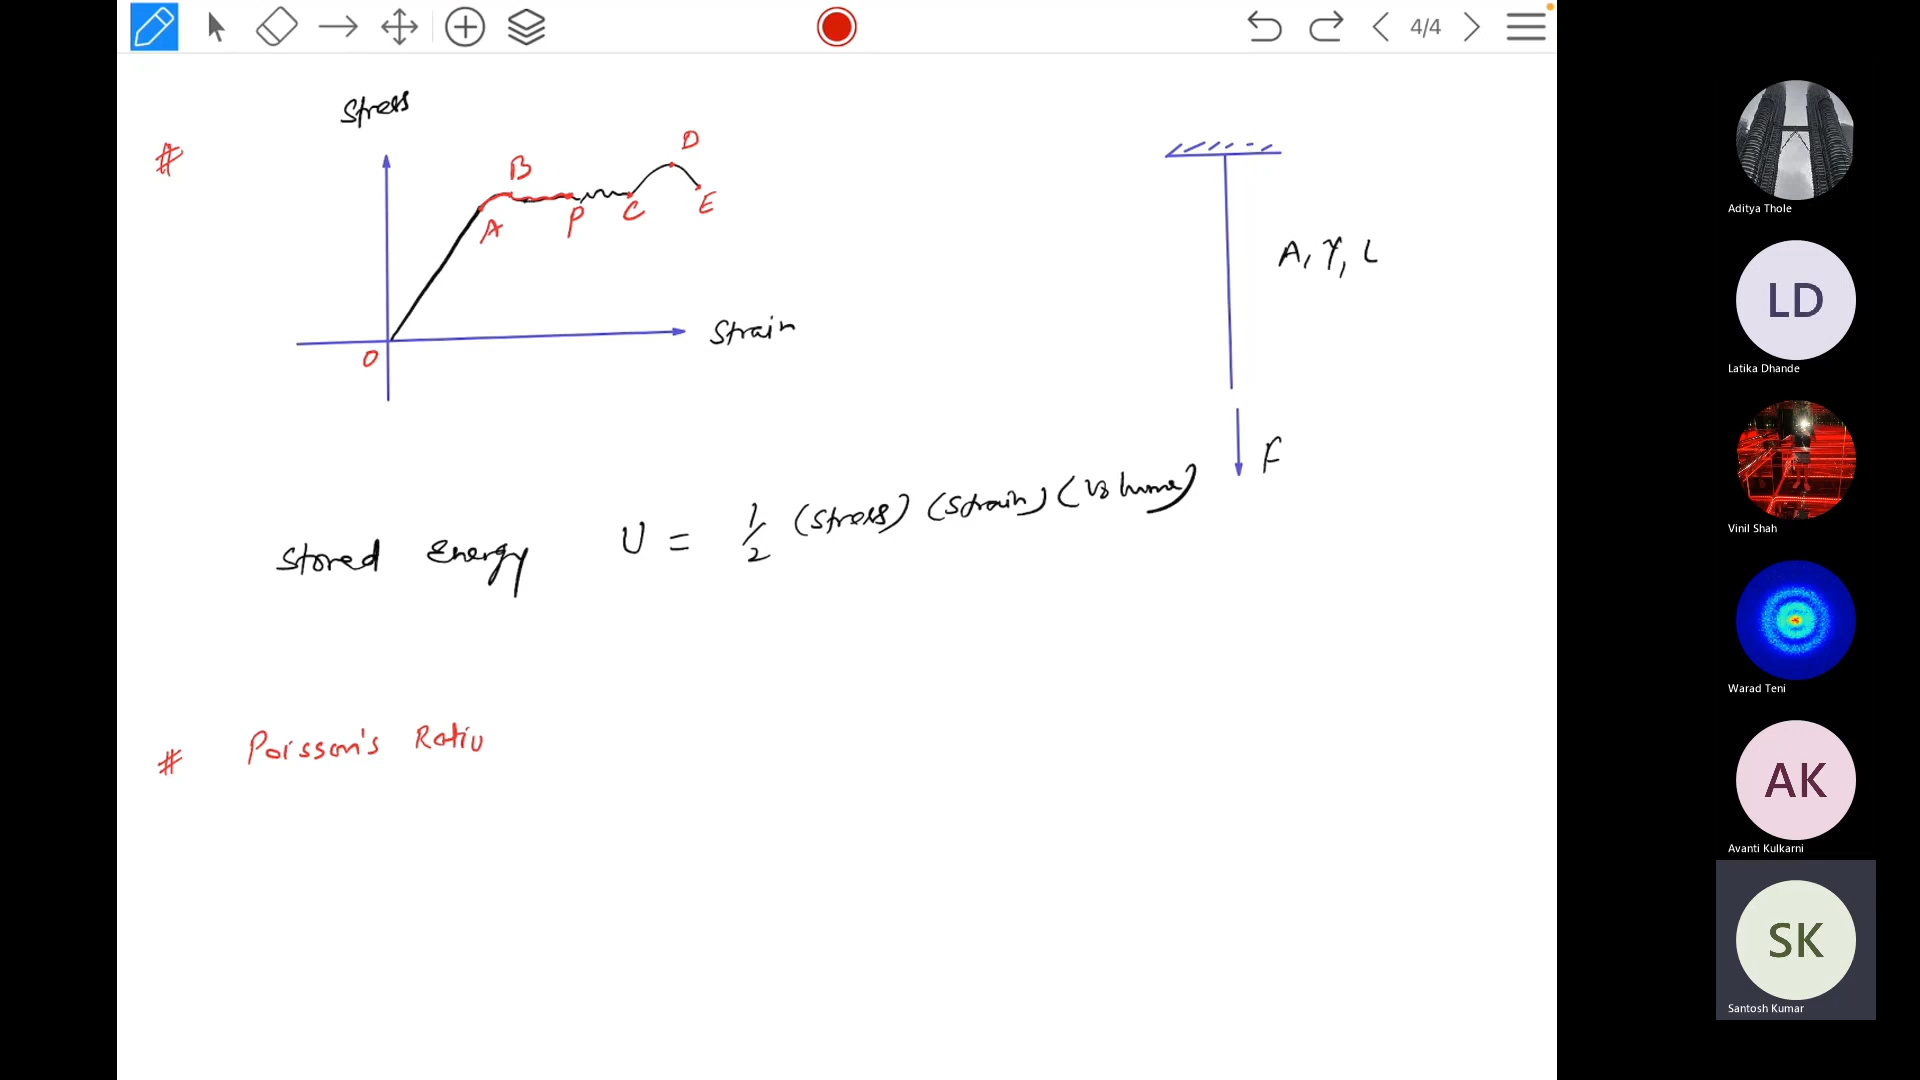 4/4
#
Stress
A
B
P
C
D
E
O
Strain
A, Y, L
F
Stored Energy U = 1/2 (Stress) (Strain) (Volume)
# Poisson's Ratio
Aditya Thole
LD
Latika Dhande
Vinil Shah
Warad Teni
AK
Avanti Kulkarni
SK
Santosh Kumar